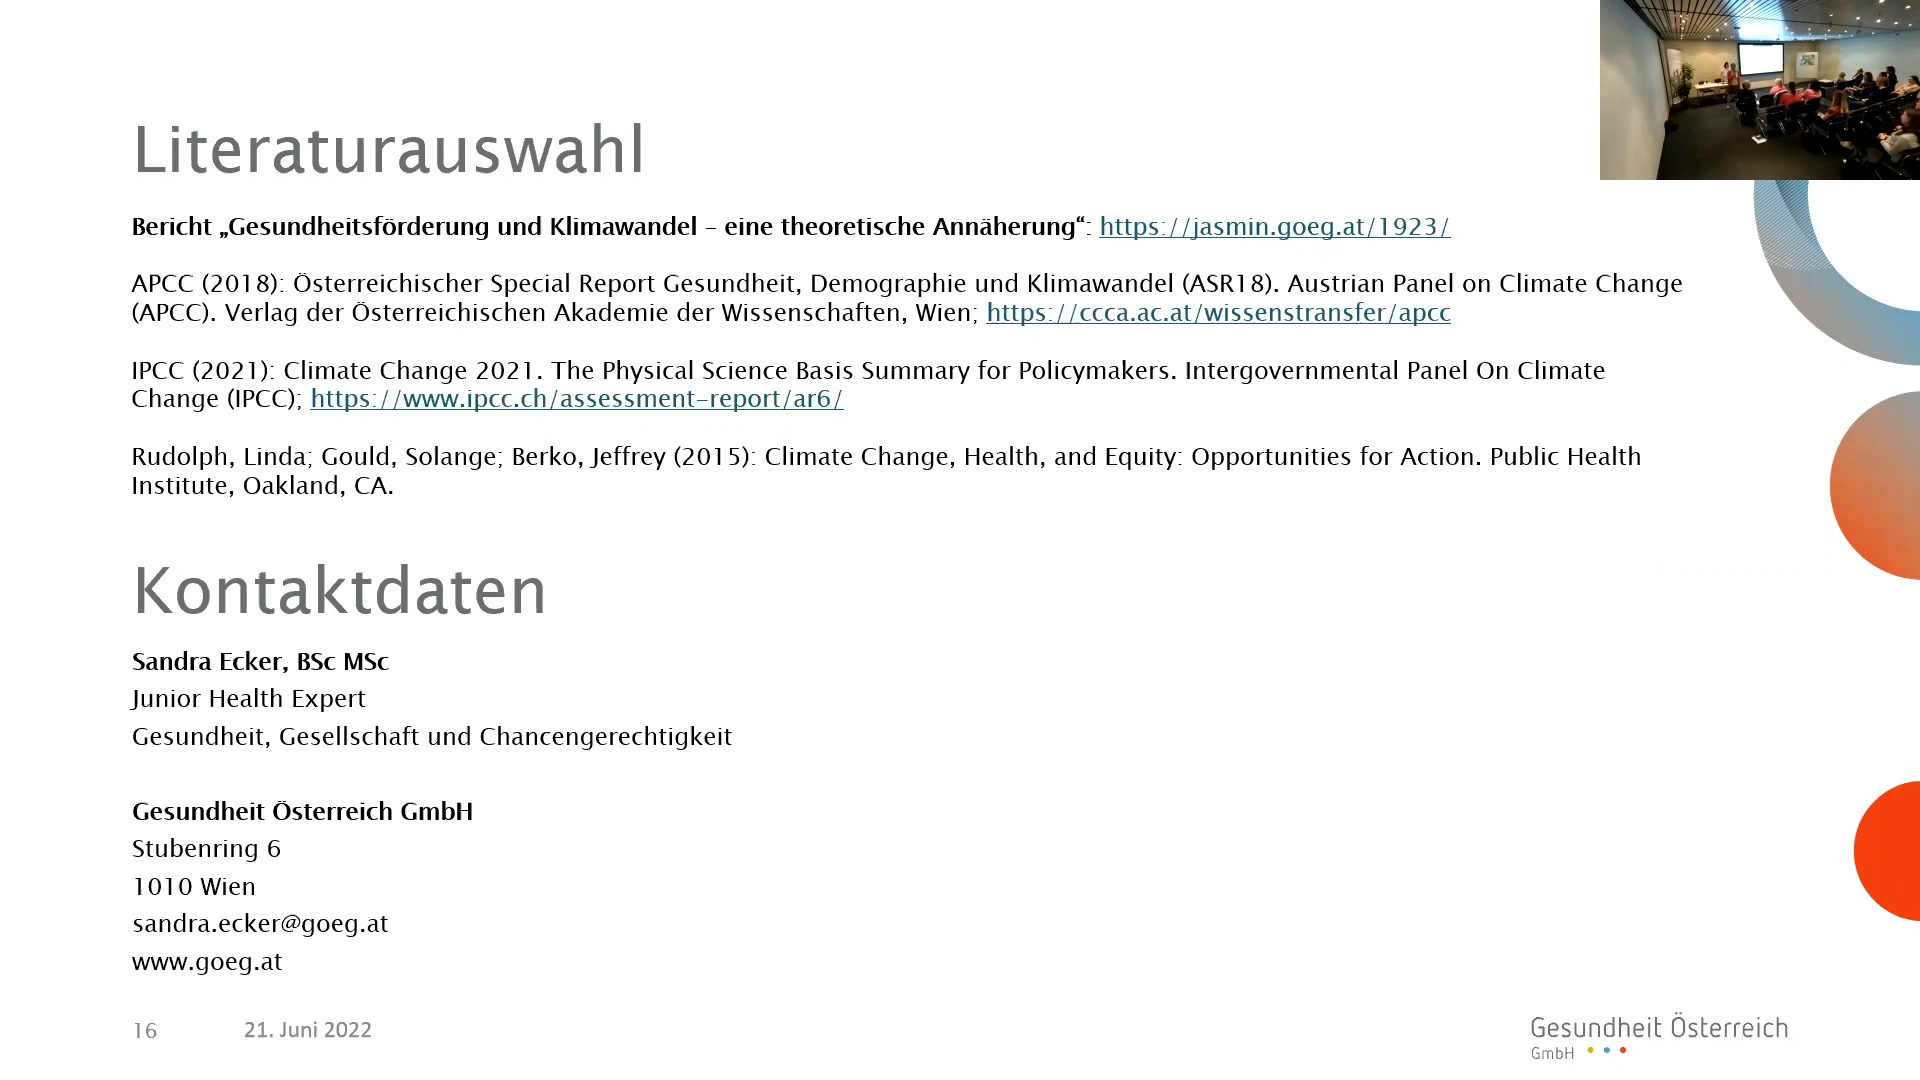 Literaturauswahl
Bericht „Gesundheitsförderung und Klimawandel – eine theoretische Annäherung“: https://jasmin.goeg.at/1923/
APCC (2018): Österreichischer Special Report Gesundheit, Demographie und Klimawandel (ASR18). Austrian Panel on Climate Change
(APCC). Verlag der Österreichischen Akademie der Wissenschaften, Wien; https://ccca.ac.at/wissenstransfer/apcc
IPCC (2021): Climate Change 2021. The Physical Science Basis Summary for Policymakers. Intergovernmental Panel On Climate
Change (IPCC); https://www.ipcc.ch/assessment-report/ar6/
Rudolph, Linda; Gould, Solange; Berko, Jeffrey (2015): Climate Change, Health, and Equity: Opportunities for Action. Public Health
Institute, Oakland, CA.
Kontaktdaten
Sandra Ecker, BSc MSc
Junior Health Expert
Gesundheit, Gesellschaft und Chancengerechtigkeit
Gesundheit Österreich GmbH
Stubenring 6
1010 Wien
sandra.ecker@goeg.at
www.goeg.at
16 21. Juni 2022
Gesundheit Österreich
GmbH